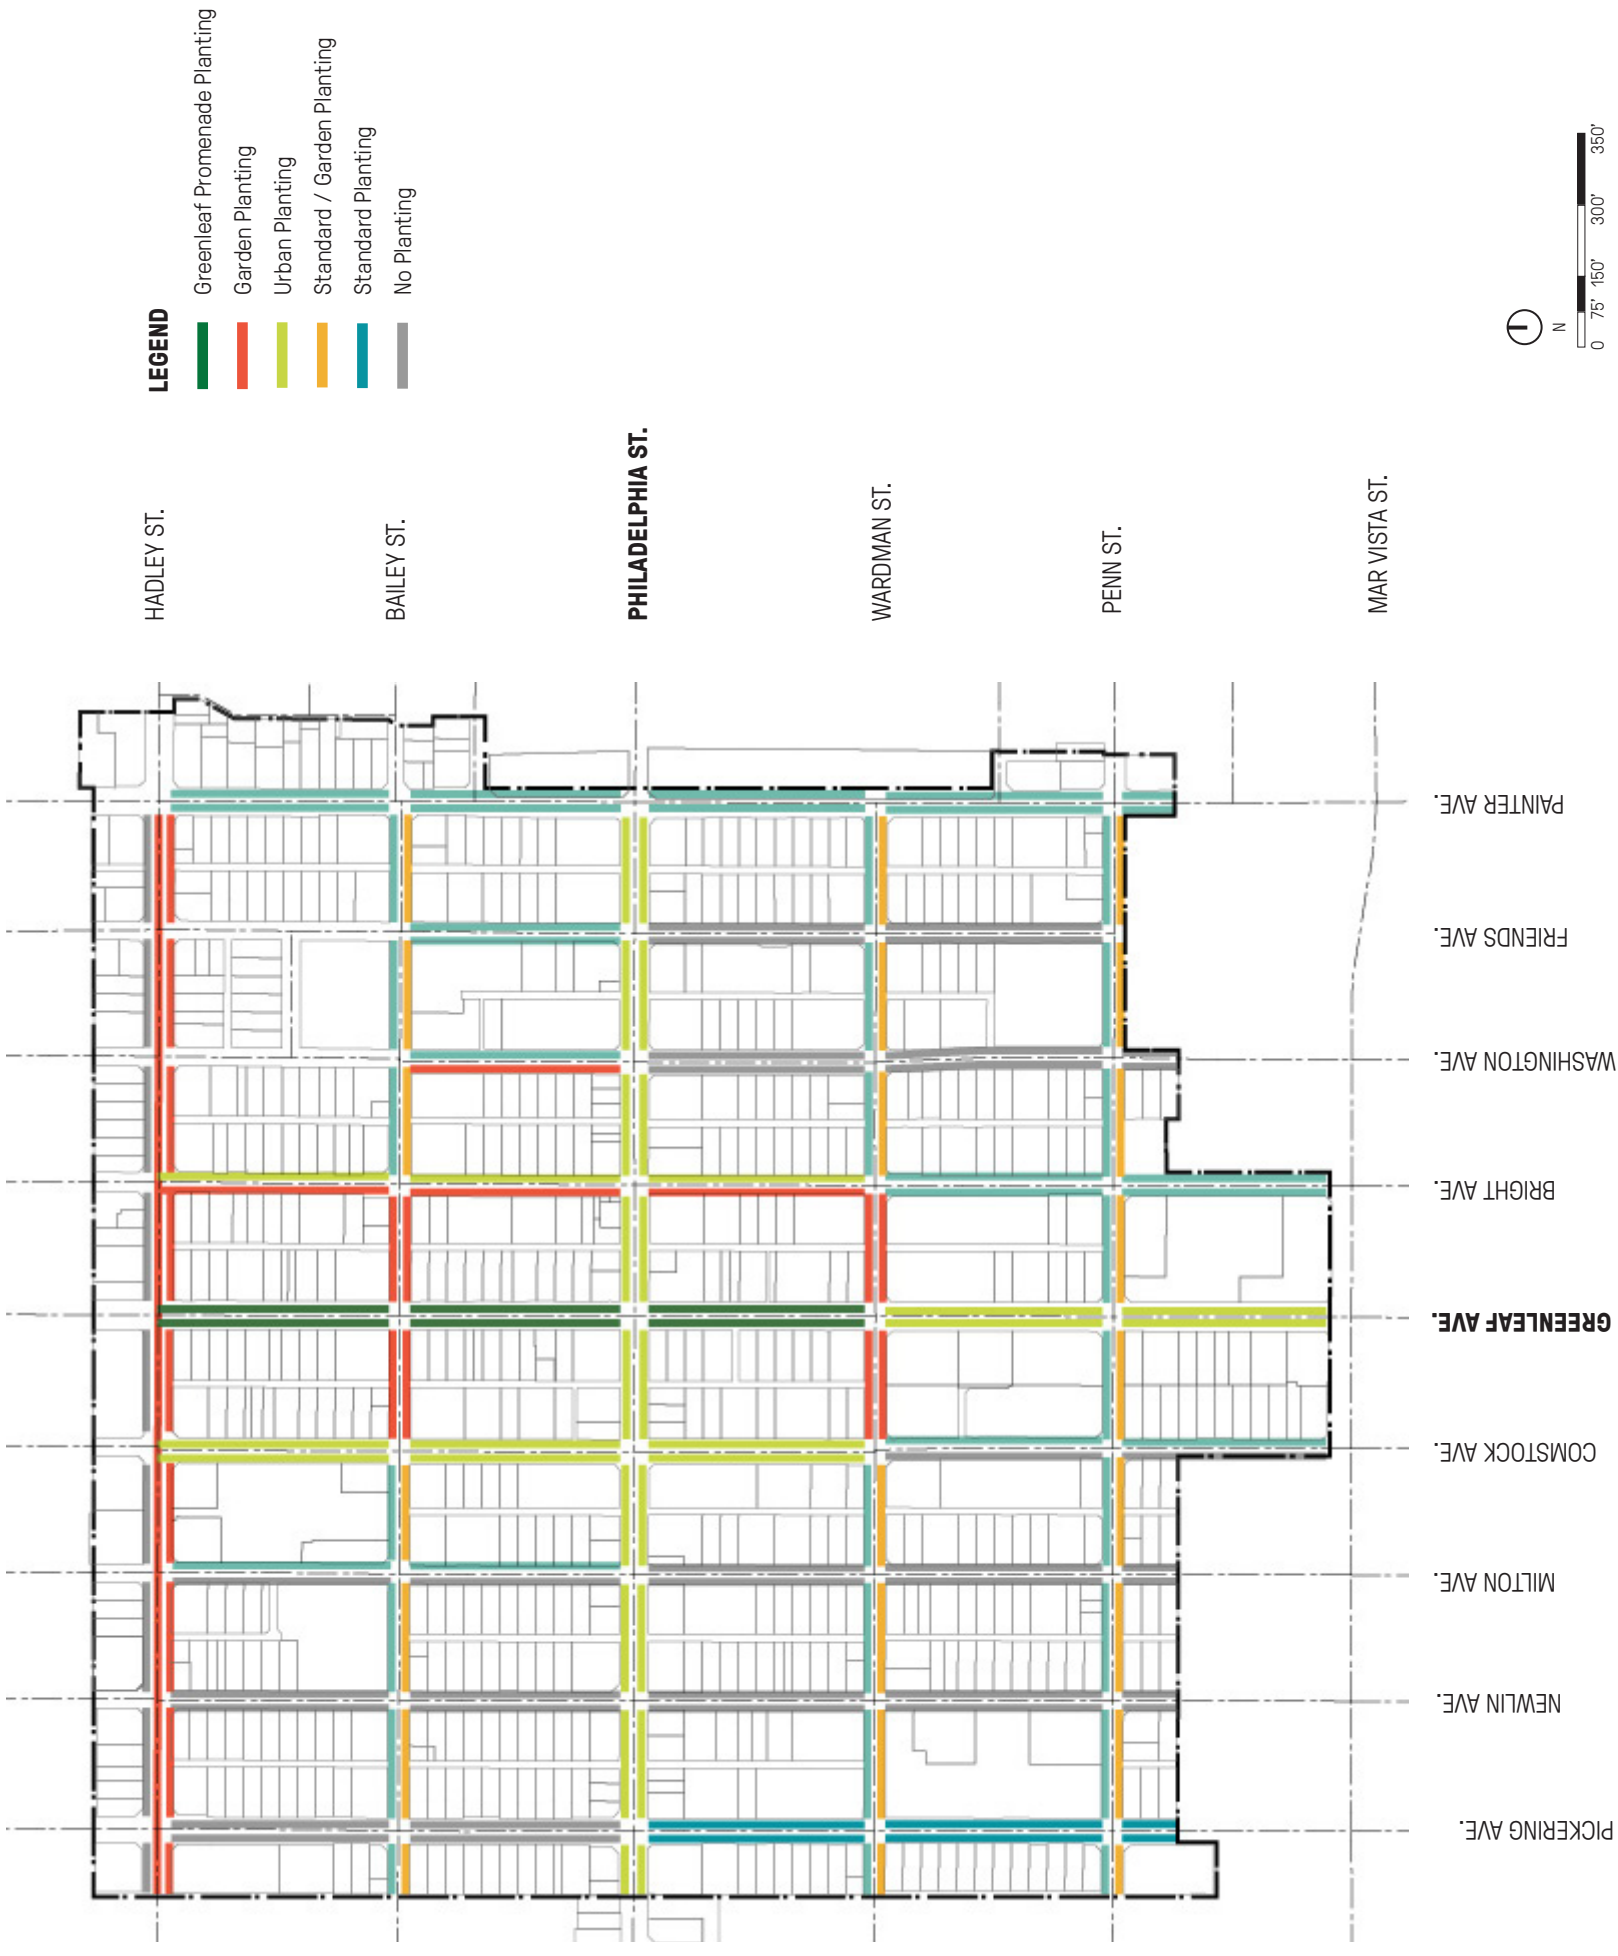 LEGEND
Greenleaf Promenade Planting
Garden Planting
Urban Planting
Standard / Garden Planting
Standard Planting
No Planting
HADLEY ST.
BAILEY ST.
PHILADELPHIA ST.
WARDMAN ST.
PENN ST.
MAR VISTA ST.
PAINTER AVE.
FRIENDS AVE.
WASHINGTON AVE.
BRIGHT AVE.
GREENLEAF AVE.
COMSTOCK AVE.
MILTON AVE.
NEWLIN AVE.
PICKERING AVE.
N
0 75' 150' 300' 350'